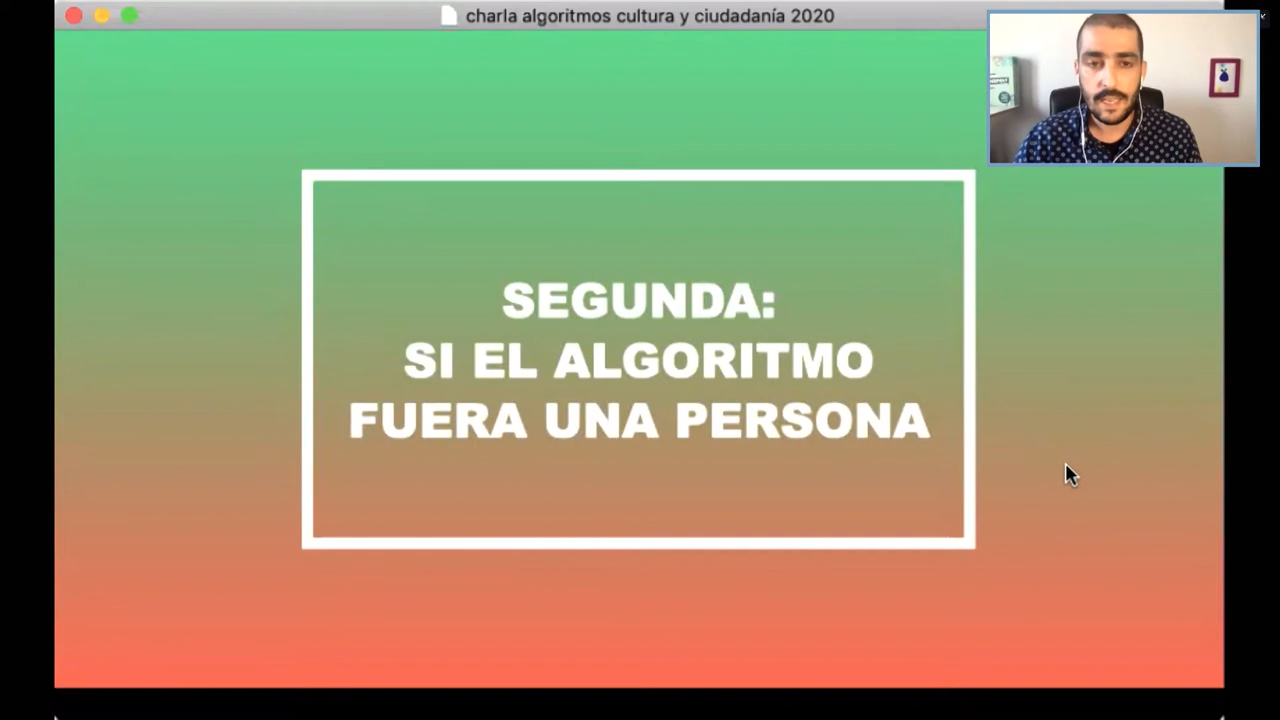 charla algoritmos cultura y ciudadanía 2020
SEGUNDA:
SI EL ALGORITMO
FUERA UNA PERSONA